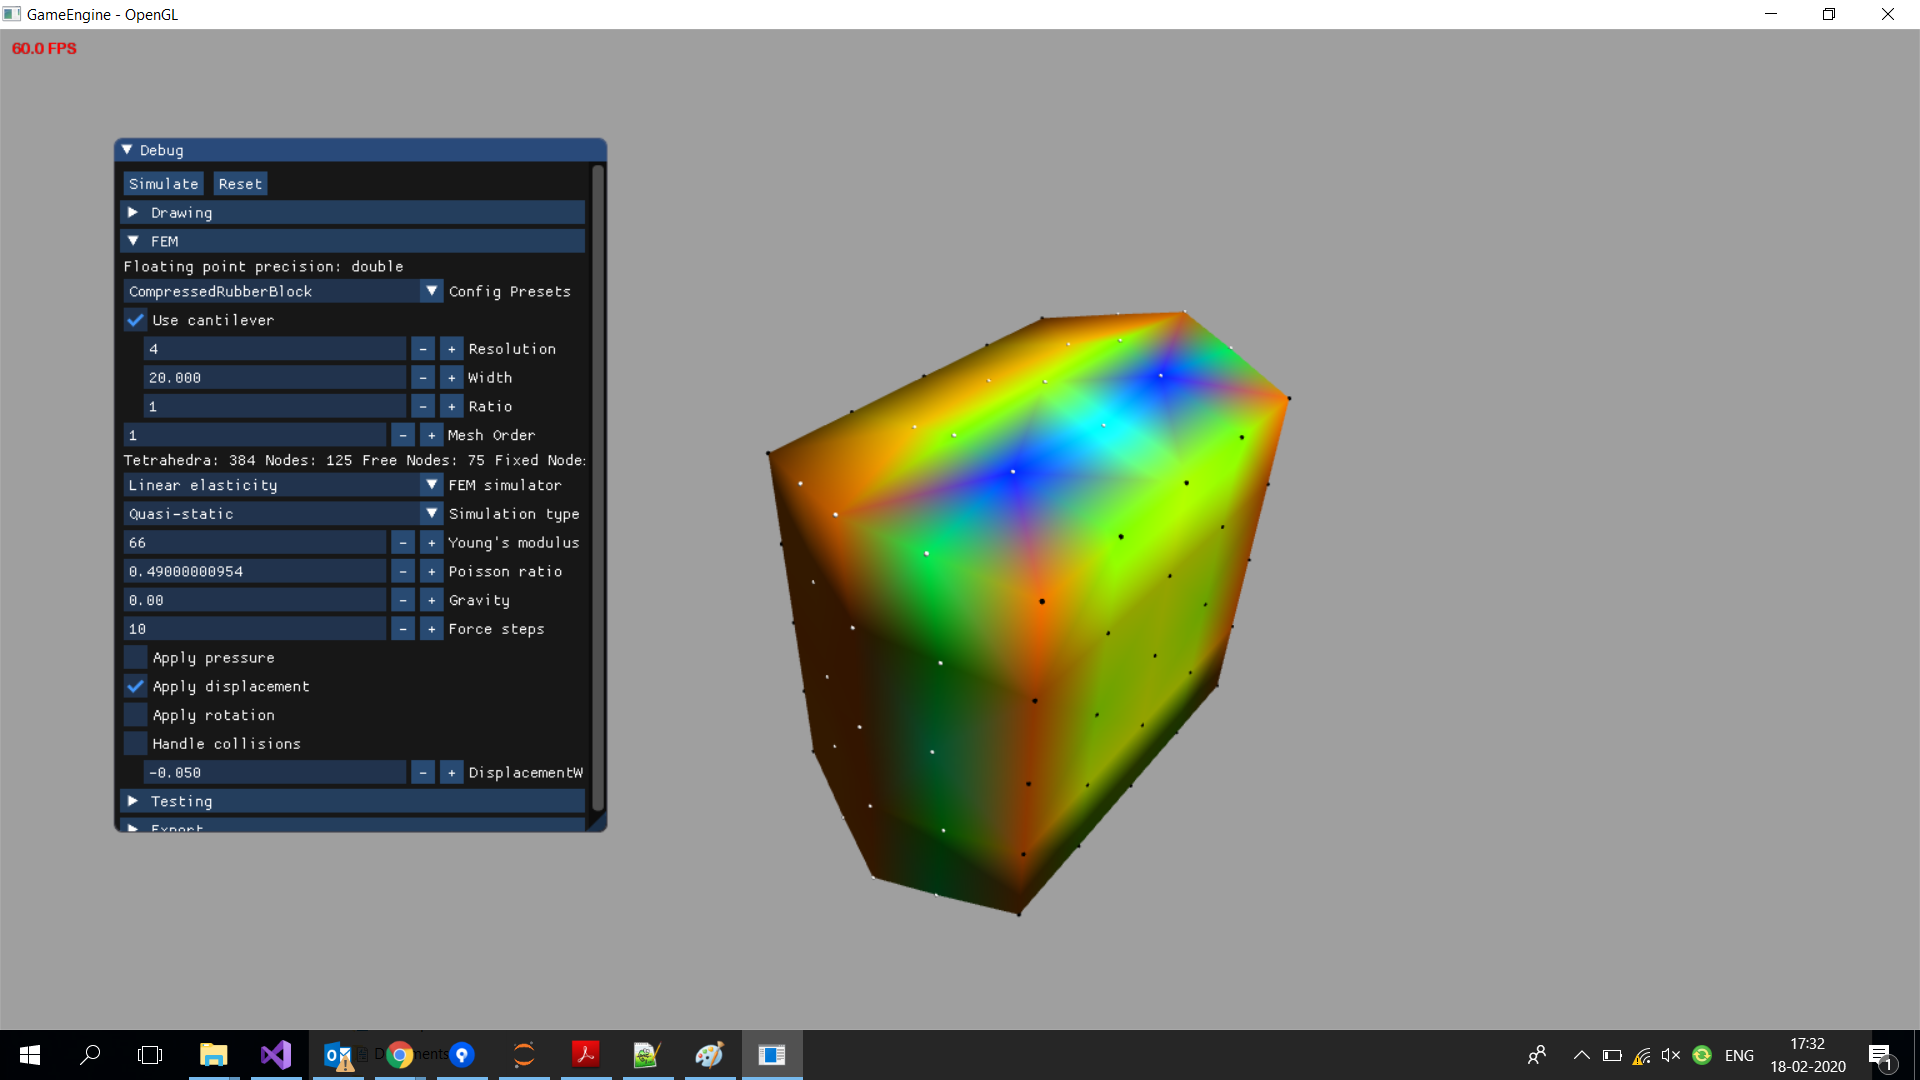 GameEngine - OpenGL
60.0 FPS
Debug
Simulate Reset
Drawing
FEM
Floating point precision: double
CompressedRubberBlock Config Presets
Use cantilever
4 - + Resolution
20.000 - + Width
1 - + Ratio
1 - + Mesh Order
Tetrahedra: 384 Nodes: 125 Free Nodes: 75 Fixed Node:
Linear elasticity FEM simulator
Quasi-static Simulation type
66 - + Young's modulus
0.49000000954 - + Poisson ratio
0.00 - + Gravity
10 - + Force steps
Apply pressure
Apply displacement
Apply rotation
Handle collisions
-0.050 - + DisplacementW
Testing
Export
ENG
17:32
18-02-2020
1